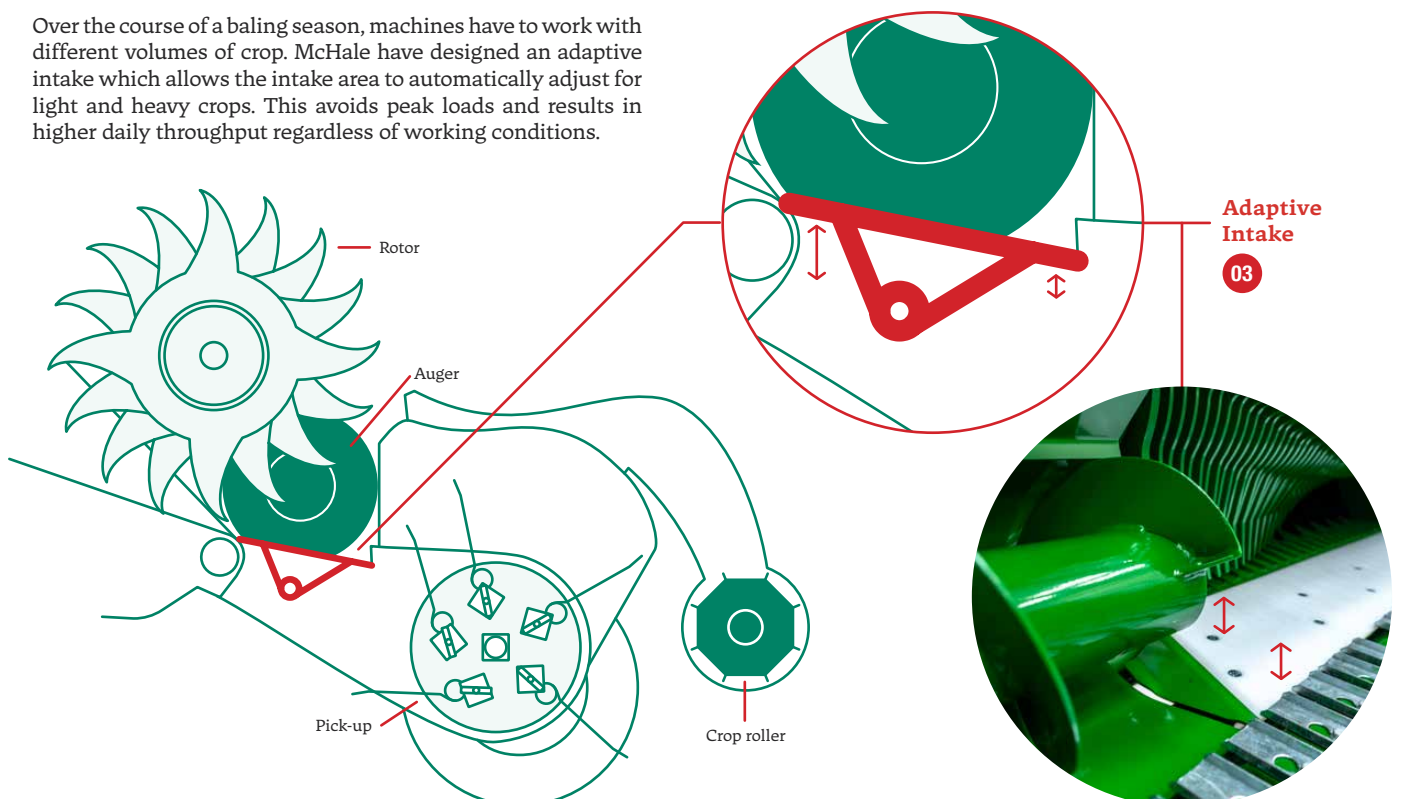 Over the course of a baling season, machines have to work with
different volumes of crop. McHale have designed an adaptive
intake which allows the intake area to automatically adjust for
light and heavy crops. This avoids peak loads and results in
higher daily throughput regardless of working conditions.
Adaptive
Intake
03
Rotor
Auger
Pick-up
Crop roller